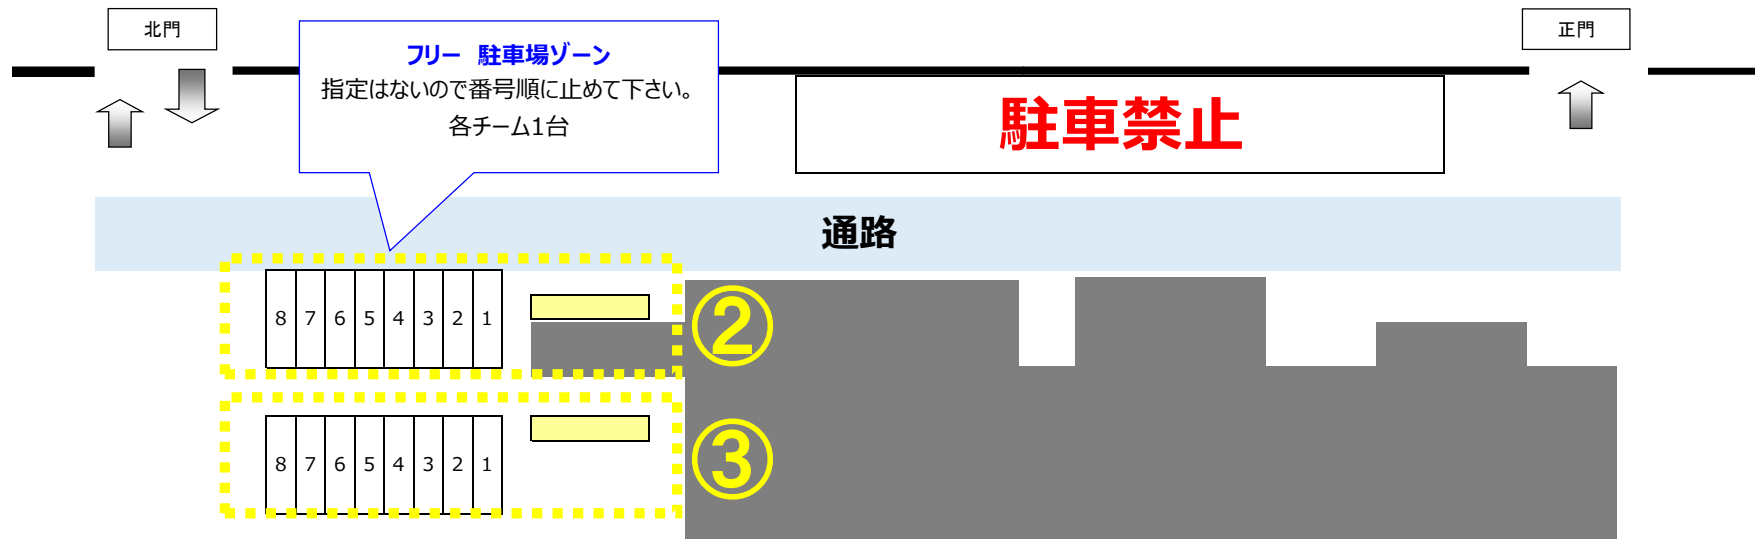 北門
正門
フリー 駐車場ゾーン
指定はないので番号順に止めて下さい。
各チーム1台
駐車禁止
通路
8 7 6 5 4 3 2 1
②
8 7 6 5 4 3 2 1
③